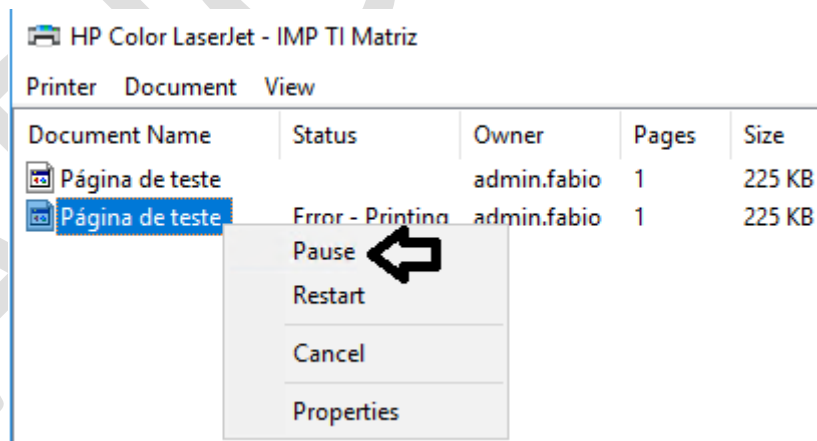 HP Color LaserJet - IMP TI Matriz
Printer Document View
Document Name Status Owner Pages Size
Página de teste admin.fabio 1 225 KB
Página de teste Error - Printing admin.fabio 1 225 KB
Pause
Restart
Cancel
Properties